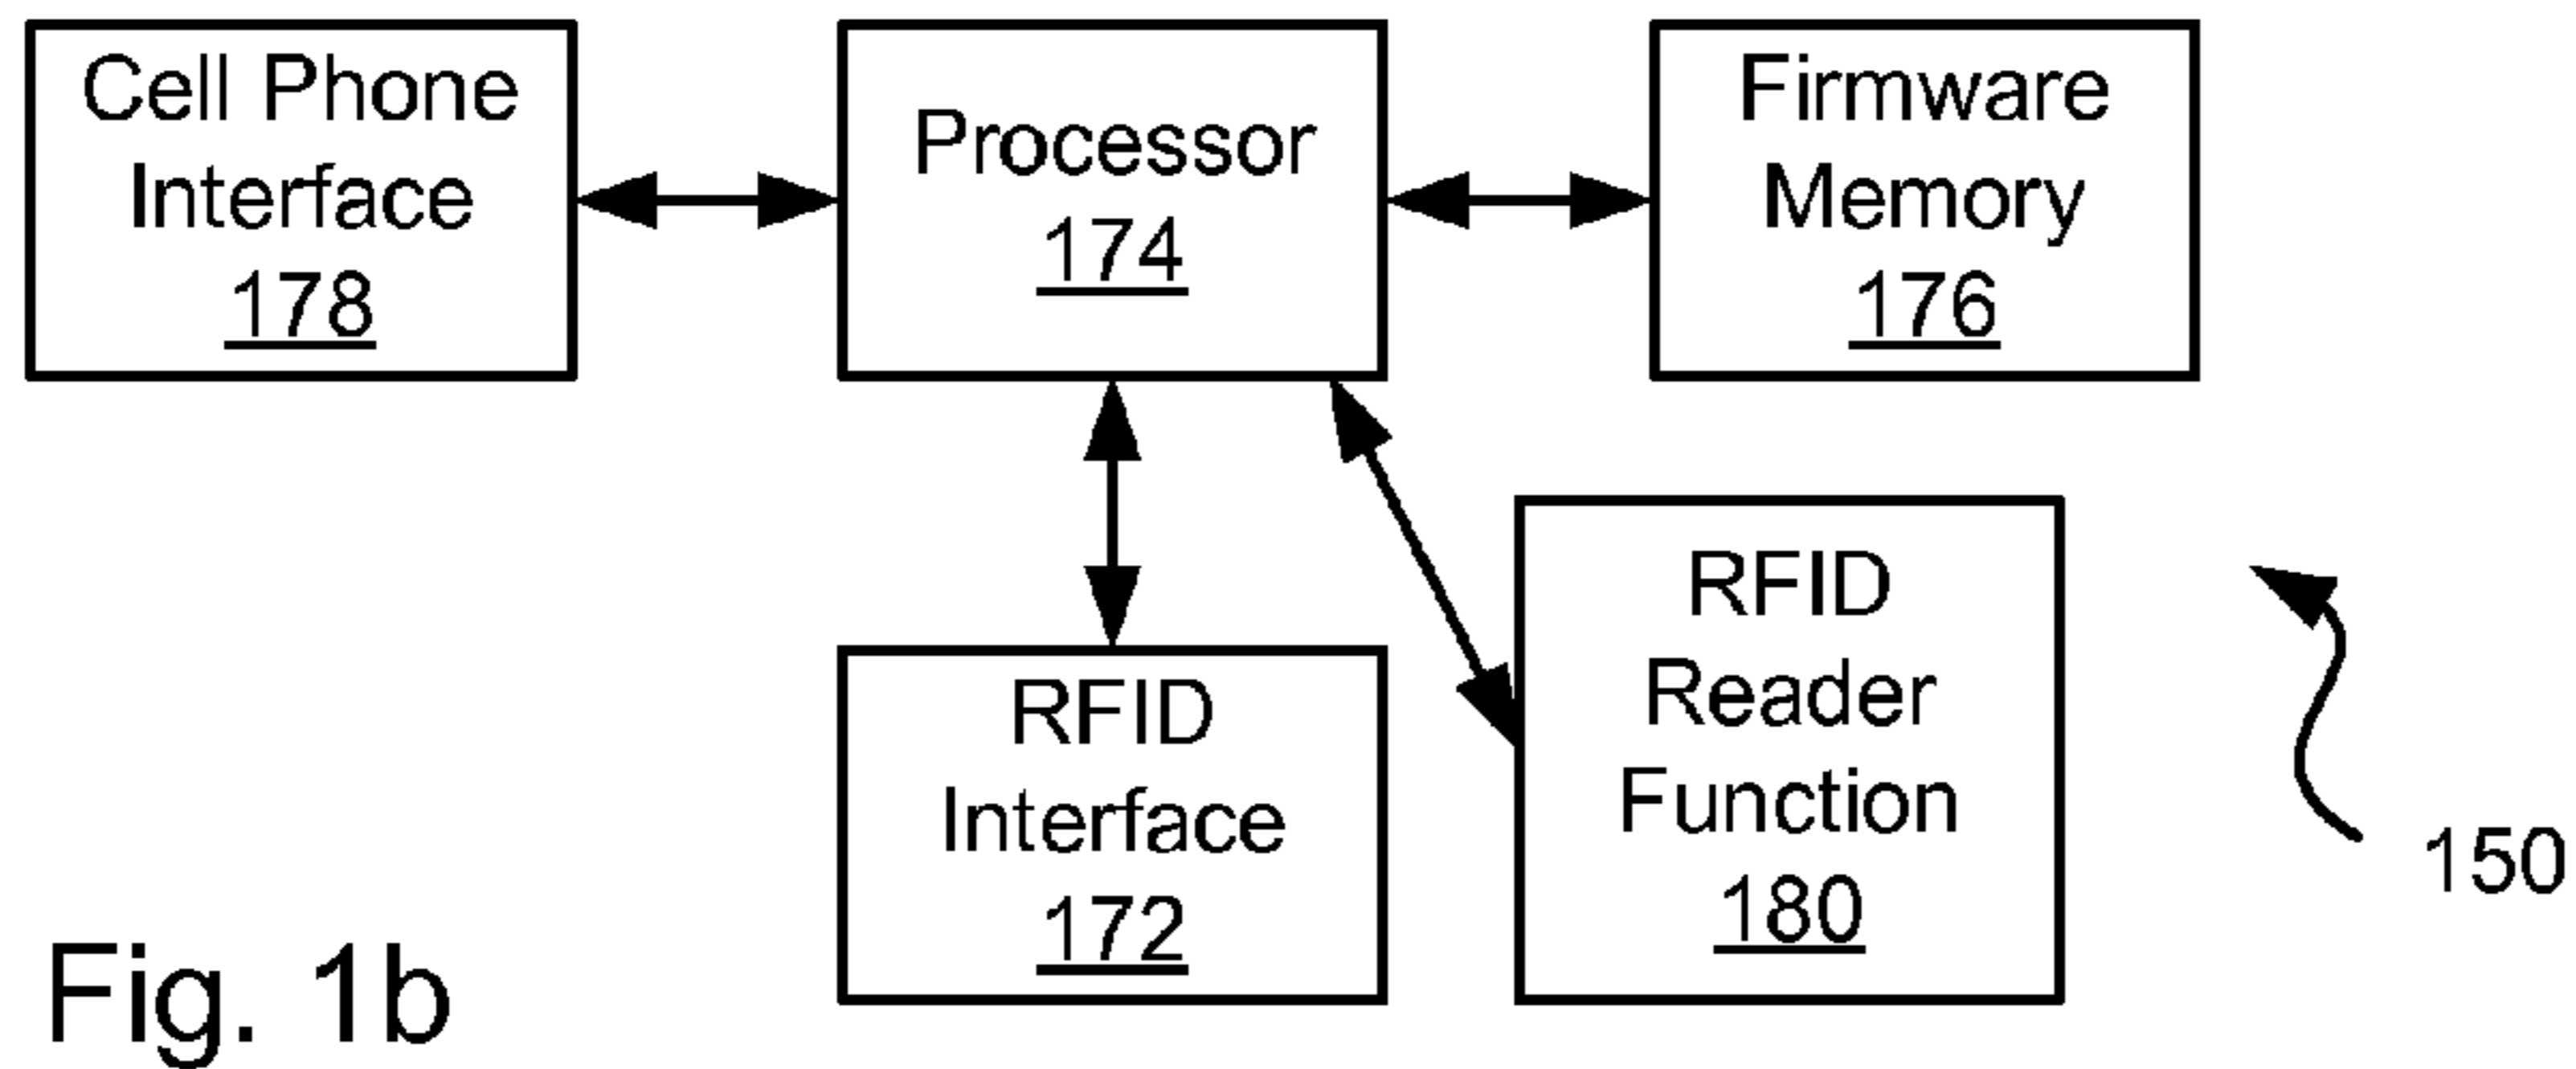 Cell Phone
Interface
178
Processor
174
Firmware
Memory
176
RFID
Interface
172
RFID
Reader
Function
180
150
Fig. 1b